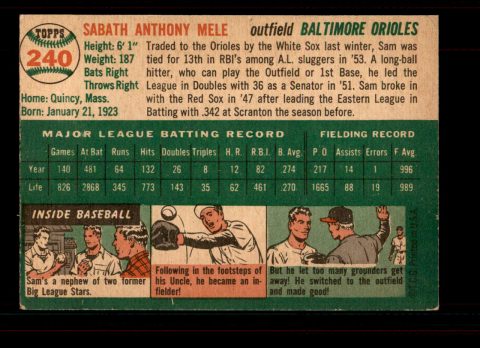 TOPPS
240
SABATH ANTHONY MELE outfield BALTIMORE ORIOLES
Height: 6' 1"
Weight: 187
Bats Right
Throws Right
Home: Quincy, Mass.
Born: January 21, 1923
Traded to the Orioles by the White Sox last winter, Sam was
tied for 13th in RBI's among A.L. sluggers in '53. A long-ball
hitter, who can play the Outfield or 1st Base, he led the
League in Doubles with 36 as a Senator in '51. Sam broke in
with the Red Sox in '47 after leading the Eastern League in
Batting with .342 at Scranton the season before.
MAJOR LEAGUE BATTING RECORD FIELDING RECORD
Games At Bat Runs Hits Doubles Triples H.R. R.B.I. B. Avg. P.O Assists Errors F. Avg.
Year 140 481 64 132 26 8 12 82 .274 217 14 1 .996
Life 826 2868 345 773 143 35 62 461 .270 1665 88 19 .989
INSIDE BASEBALL
Sam's a nephew of two former
Big League Stars.
Following in the footsteps of
his Uncle, he became an in-
fielder!
But he let too many grounders get
away! He switched to the outfield
and made good!